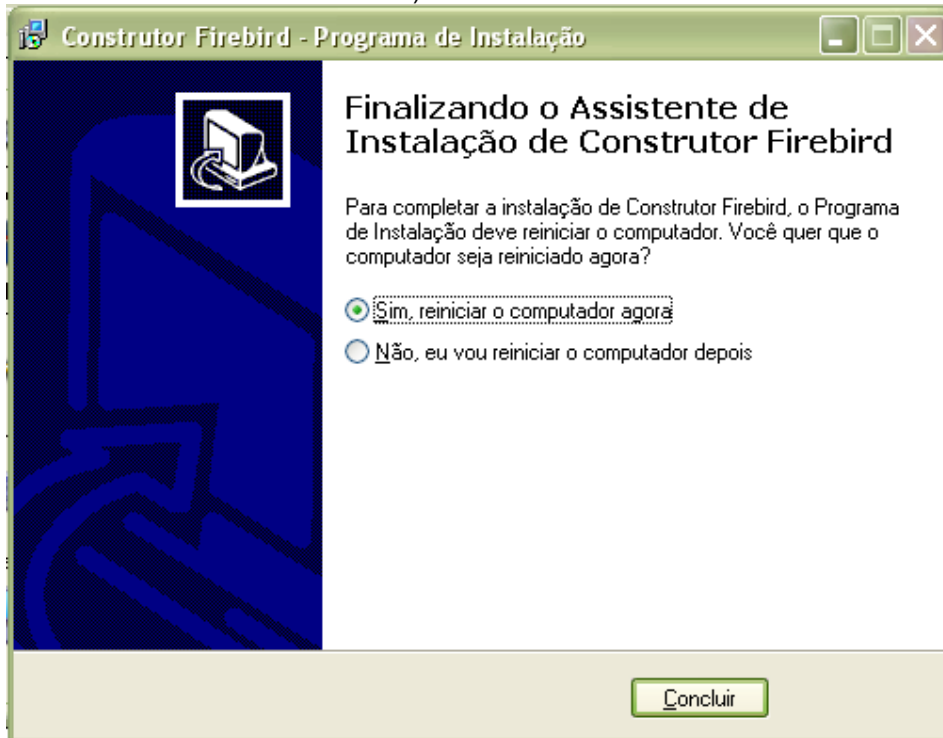 Construtor Firebird - Programa de Instalação
Finalizando o Assistente de
Instalação de Construtor Firebird
Para completar a instalação de Construtor Firebird, o Programa
de Instalação deve reiniciar o computador. Você quer que o
computador seja reiniciado agora?
Sim, reiniciar o computador agora
Não, eu vou reiniciar o computador depois
Concluir